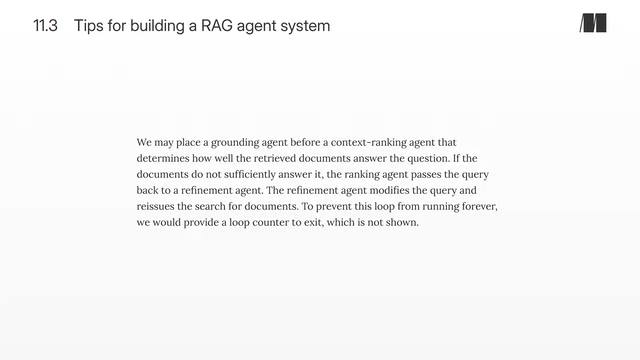 11.3 Tips for building a RAG agent system
We may place a grounding agent before a context-ranking agent that
determines how well the retrieved documents answer the question. If the
documents do not sufficiently answer it, the ranking agent passes the query
back to a refinement agent. The refinement agent modifies the query and
reissues the search for documents. To prevent this loop from running forever,
we would provide a loop counter to exit, which is not shown.